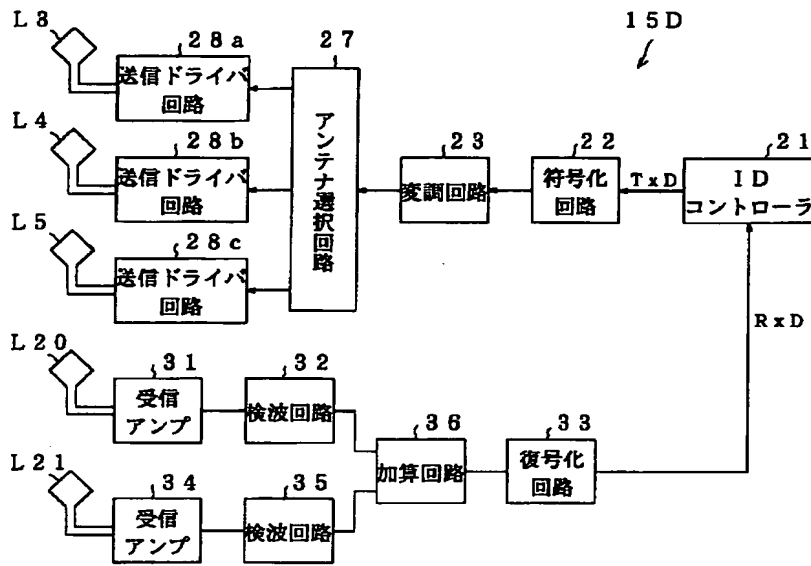 15D
L3
28a
送信ドライバ
回路
27
アンテナ選択回路
L4
28b
送信ドライバ
回路
23
変調回路
22
符号化
回路
TxD
21
ID
コントローラ
L5
28c
送信ドライバ
回路
RxD
L20
31
受信
アンプ
32
検波回路
36
加算回路
33
復号化
回路
L21
34
受信
アンプ
35
検波回路